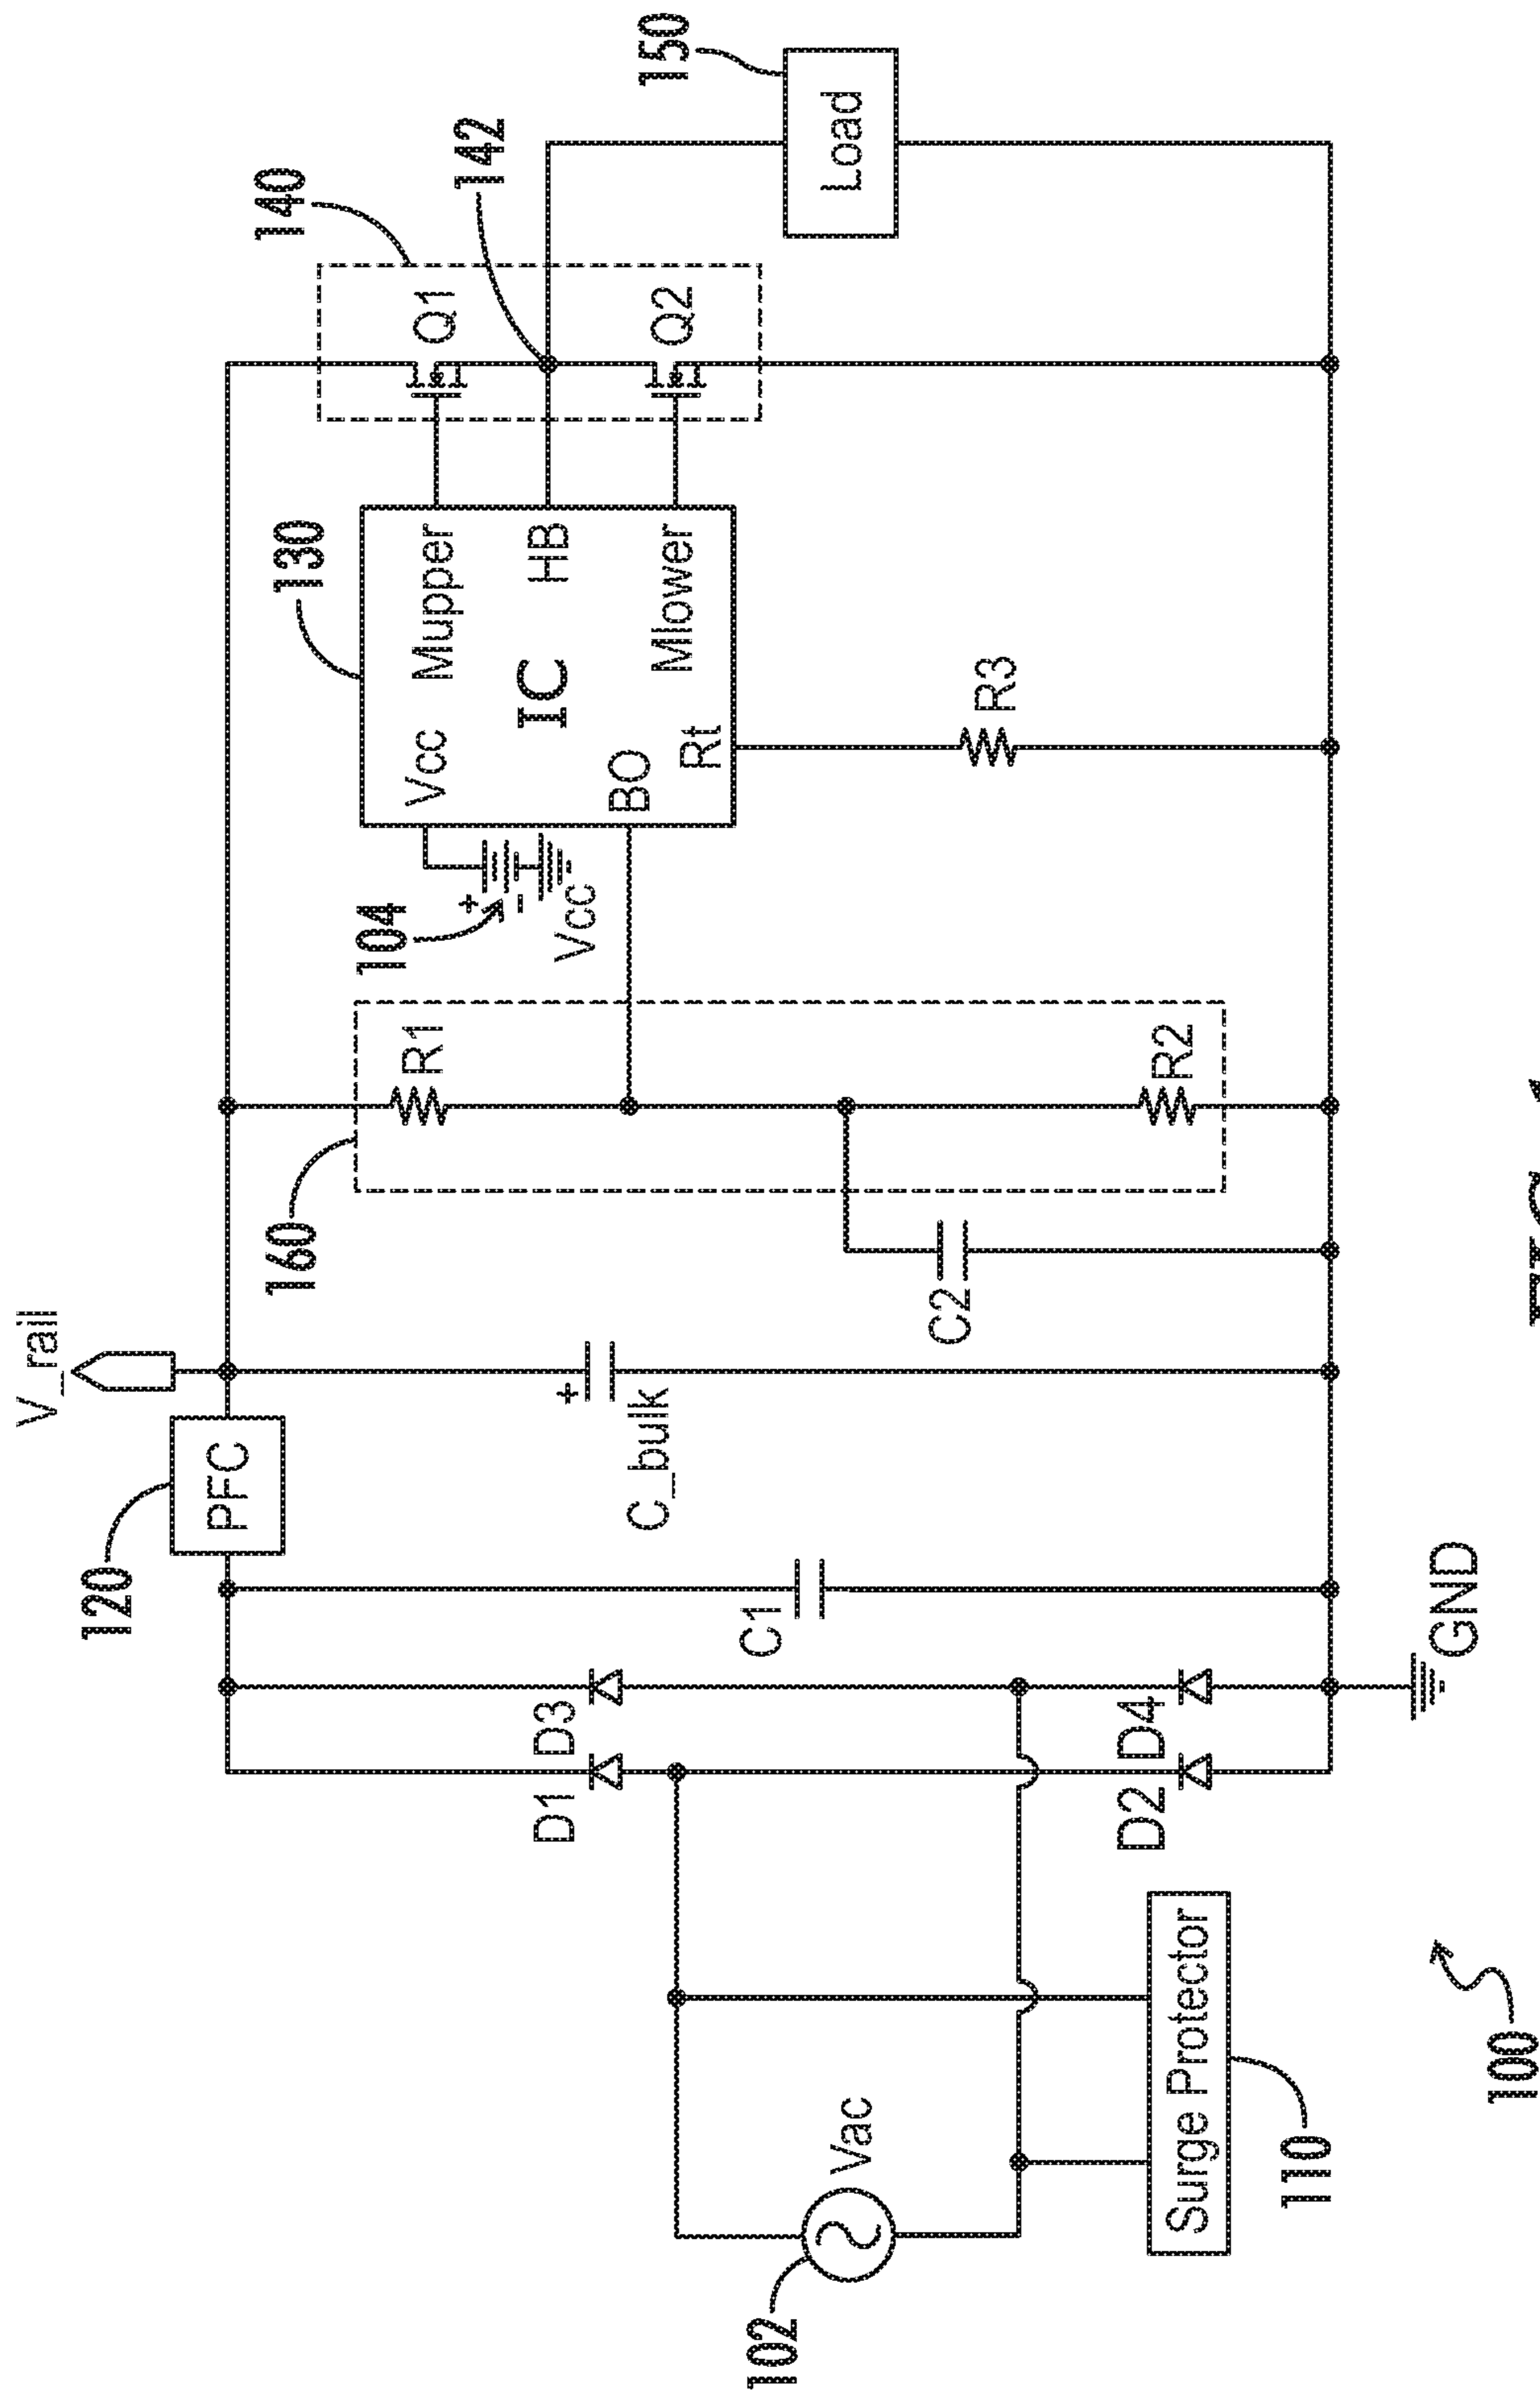 V_rail
120
PFC
160
R1
104
+
-
Vcc
130
Vcc
Mupper
IC
HB
BO
Mlower
Rt
140
Q1
142
Q2
150
Load
102
Vac
D1
D3
C1
+
C_bulk
C2
R2
R3
D2
D4
Surge Protector
110
GND
100